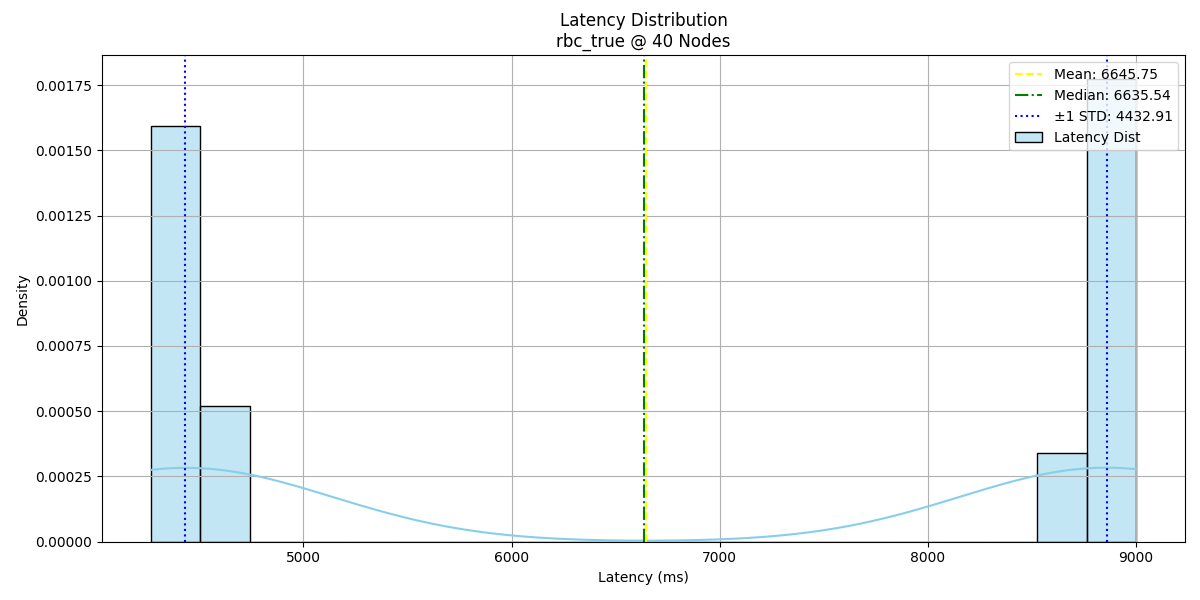 Latency Distribution
rbc_true @ 40 Nodes
Mean: 6645.75
Median: 6635.54
±1 STD: 4432.91
Latency Dist
Density
0.00175
0.00150
0.00125
0.00100
0.00075
0.00050
0.00025
0.00000
5000
6000
7000
8000
9000
Latency (ms)